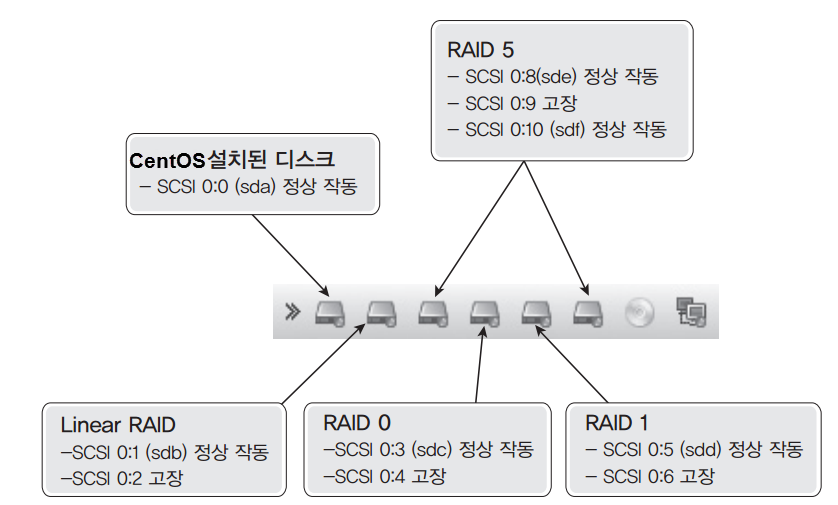 RAID 5
– SCSI 0:8(sde) 정상 작동
– SCSI 0:9 고장
– SCSI 0:10 (sdf) 정상 작동
CentOS설치된 디스크
– SCSI 0:0 (sda) 정상 작동
Linear RAID
–SCSI 0:1 (sdb) 정상 작동
–SCSI 0:2 고장
RAID 0
–SCSI 0:3 (sdc) 정상 작동
–SCSI 0:4 고장
RAID 1
– SCSI 0:5 (sdd) 정상 작동
– SCSI 0:6 고장